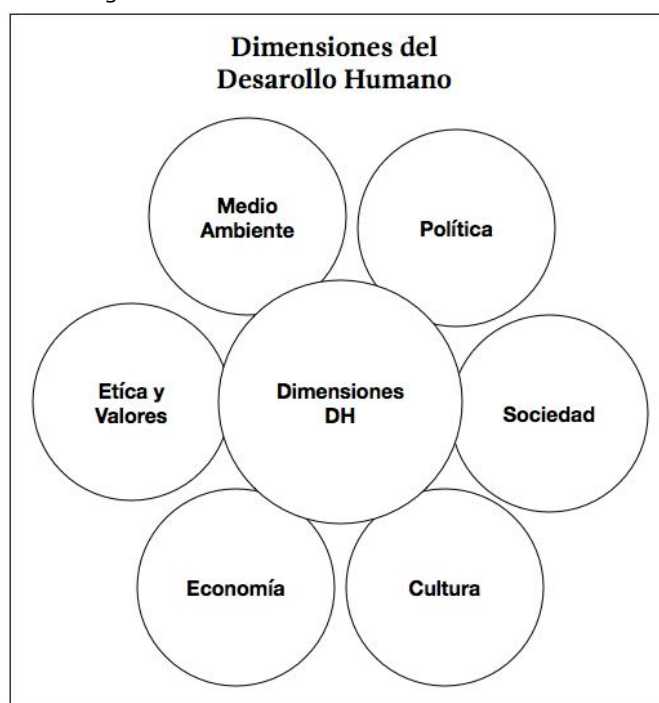 Dimensiones del
Desarollo Humano
Medio
Ambiente
Política
Etíca y
Valores
Dimensiones
DH
Sociedad
Economía
Cultura